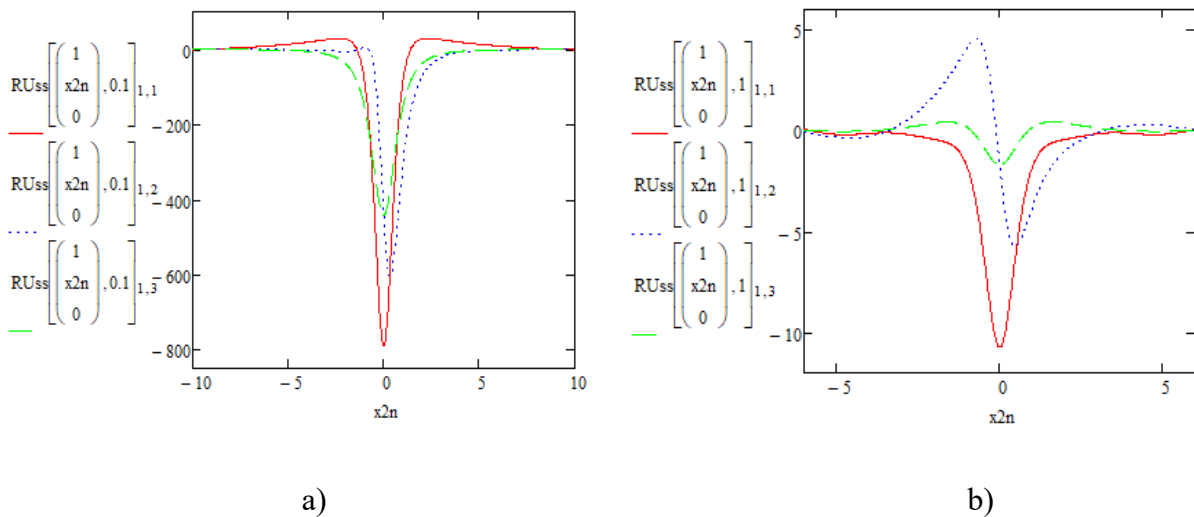 RUss[(1 x2n 0), 0.1]1,1
RUss[(1 x2n 0), 0.1]1,2
RUss[(1 x2n 0), 0.1]1,3
0
− 200
− 400
− 600
− 800
− 10
− 5
0
5
10
x2n
a)
RUss[(1 x2n 0), 1]1,1
RUss[(1 x2n 0), 1]1,2
RUss[(1 x2n 0), 1]1,3
5
0
− 5
− 10
− 5
0
5
x2n
b)